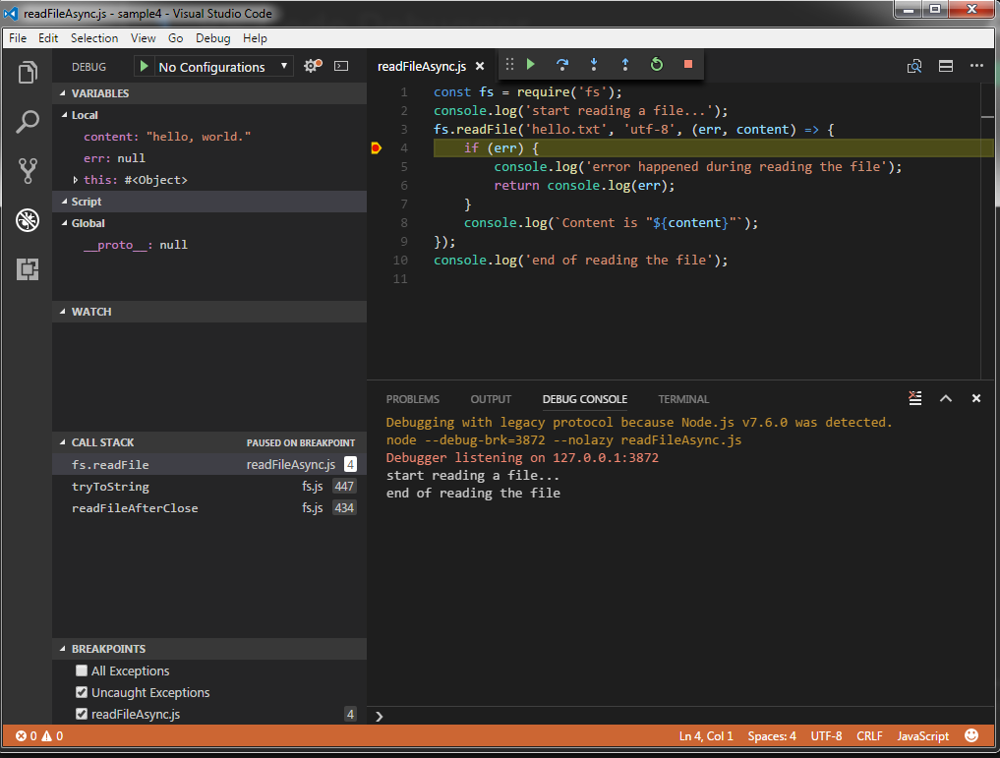 readFileAsync.js - sample4 - Visual Studio Code
File Edit Selection View Go Debug Help
DEBUG No Configurations
VARIABLES
Local
content: "hello, world."
err: null
this: #<Object>
Script
Global
__proto__: null
WATCH
CALL STACK PAUSED ON BREAKPOINT
fs.readFile readFileAsync.js 4
tryToString fs.js 447
readFileAfterClose fs.js 434
BREAKPOINTS
All Exceptions
Uncaught Exceptions
readFileAsync.js 4
readFileAsync.js
1 const fs = require('fs');
2 console.log('start reading a file...');
3 fs.readFile('hello.txt', 'utf-8', (err, content) => {
4 if (err) {
5 console.log('error happened during reading the file');
6 return console.log(err);
7 }
8 console.log(`Content is "${content}"`);
9 });
10 console.log('end of reading the file');
11
PROBLEMS OUTPUT DEBUG CONSOLE TERMINAL
Debugging with legacy protocol because Node.js v7.6.0 was detected.
node --debug-brk=3872 --nolazy readFileAsync.js
Debugger listening on 127.0.0.1:3872
start reading a file...
end of reading the file
0 0 Ln 4, Col 1 Spaces: 4 UTF-8 CRLF JavaScript